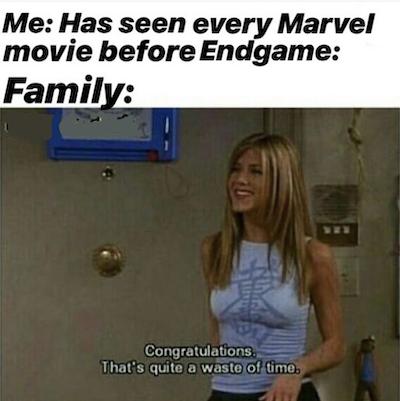 Me: Has seen every Marvel
movie before Endgame:
Family:
Congratulations.
That's quite a waste of time.